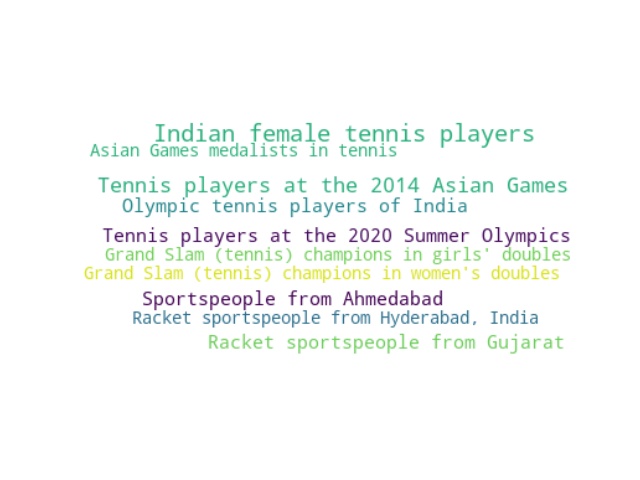 Indian female tennis players
Asian Games medalists in tennis
Tennis players at the 2014 Asian Games
Olympic tennis players of India
Tennis players at the 2020 Summer Olympics
Grand Slam (tennis) champions in girls' doubles
Grand Slam (tennis) champions in women's doubles
Sportspeople from Ahmedabad
Racket sportspeople from Hyderabad, India
Racket sportspeople from Gujarat